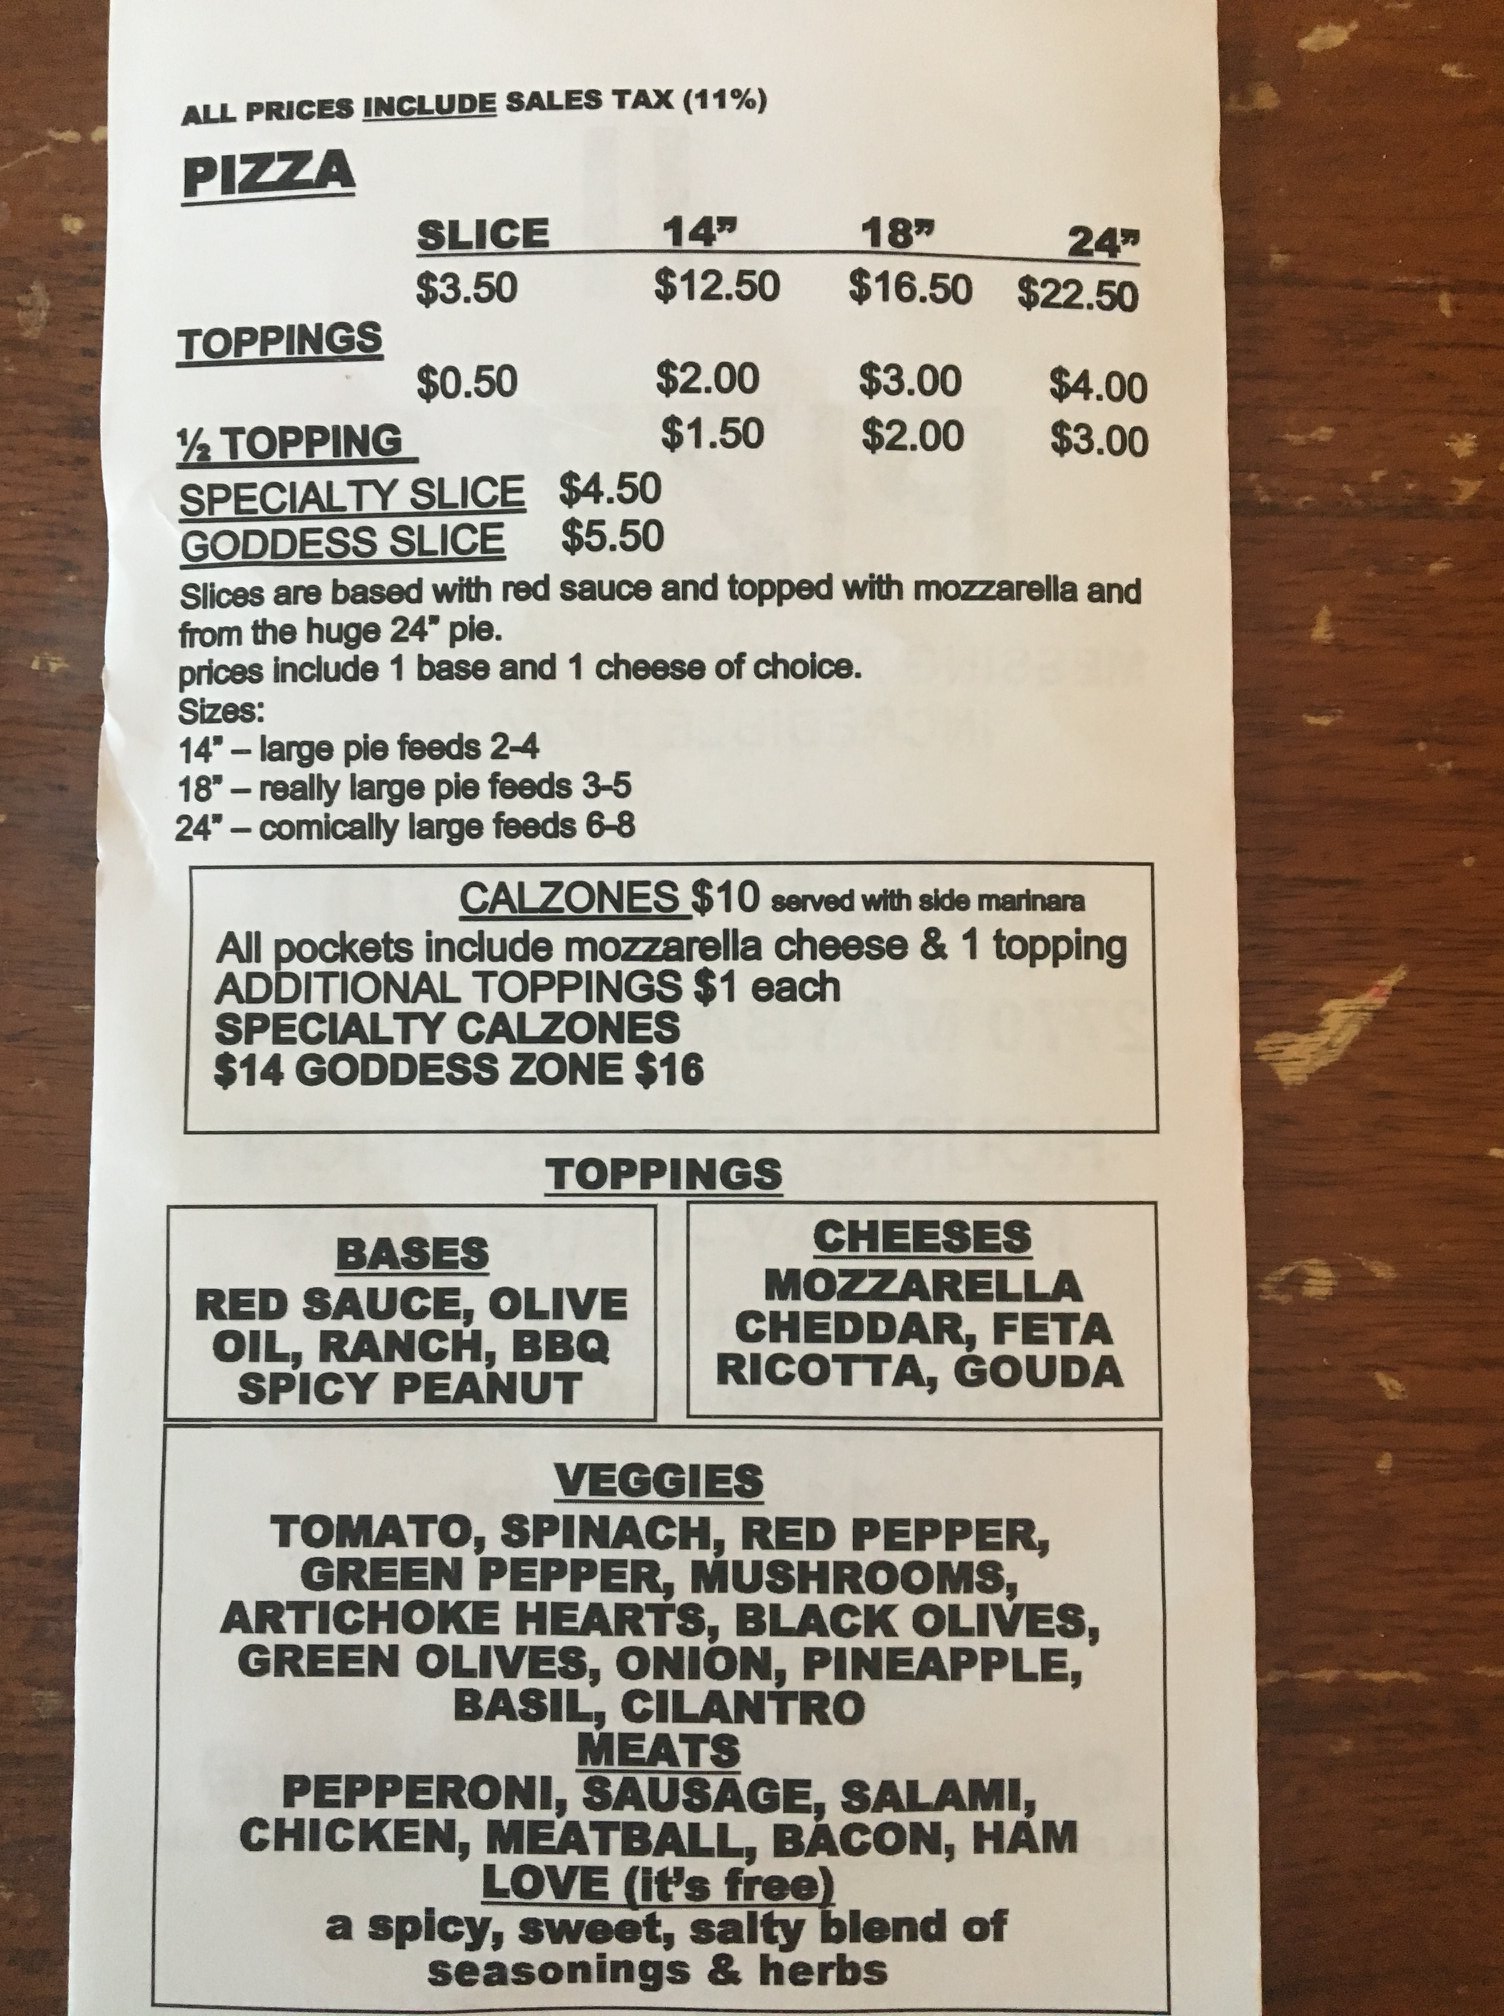 ALL PRICES INCLUDE SALES TAX (11%)
PIZZA
SLICE 14” 18” 24”
$3.50 $12.50 $16.50 $22.50
TOPPINGS
$0.50 $2.00 $3.00 $4.00
½ TOPPING $1.50 $2.00 $3.00
SPECIALTY SLICE $4.50
GODDESS SLICE $5.50
Slices are based with red sauce and topped with mozzarella and
from the huge 24” pie.
prices include 1 base and 1 cheese of choice.
Sizes:
14” – large pie feeds 2-4
18” – really large pie feeds 3-5
24” – comically large feeds 6-8
CALZONES $10 served with side marinara
All pockets include mozzarella cheese & 1 topping
ADDITIONAL TOPPINGS $1 each
SPECIALTY CALZONES
$14 GODDESS ZONE $16
TOPPINGS
BASES
RED SAUCE, OLIVE
OIL, RANCH, BBQ
SPICY PEANUT
CHEESES
MOZZARELLA
CHEDDAR, FETA
RICOTTA, GOUDA
VEGGIES
TOMATO, SPINACH, RED PEPPER,
GREEN PEPPER, MUSHROOMS,
ARTICHOKE HEARTS, BLACK OLIVES,
GREEN OLIVES, ONION, PINEAPPLE,
BASIL, CILANTRO
MEATS
PEPPERONI, SAUSAGE, SALAMI,
CHICKEN, MEATBALL, BACON, HAM
LOVE (it's free)
a spicy, sweet, salty blend of
seasonings & herbs